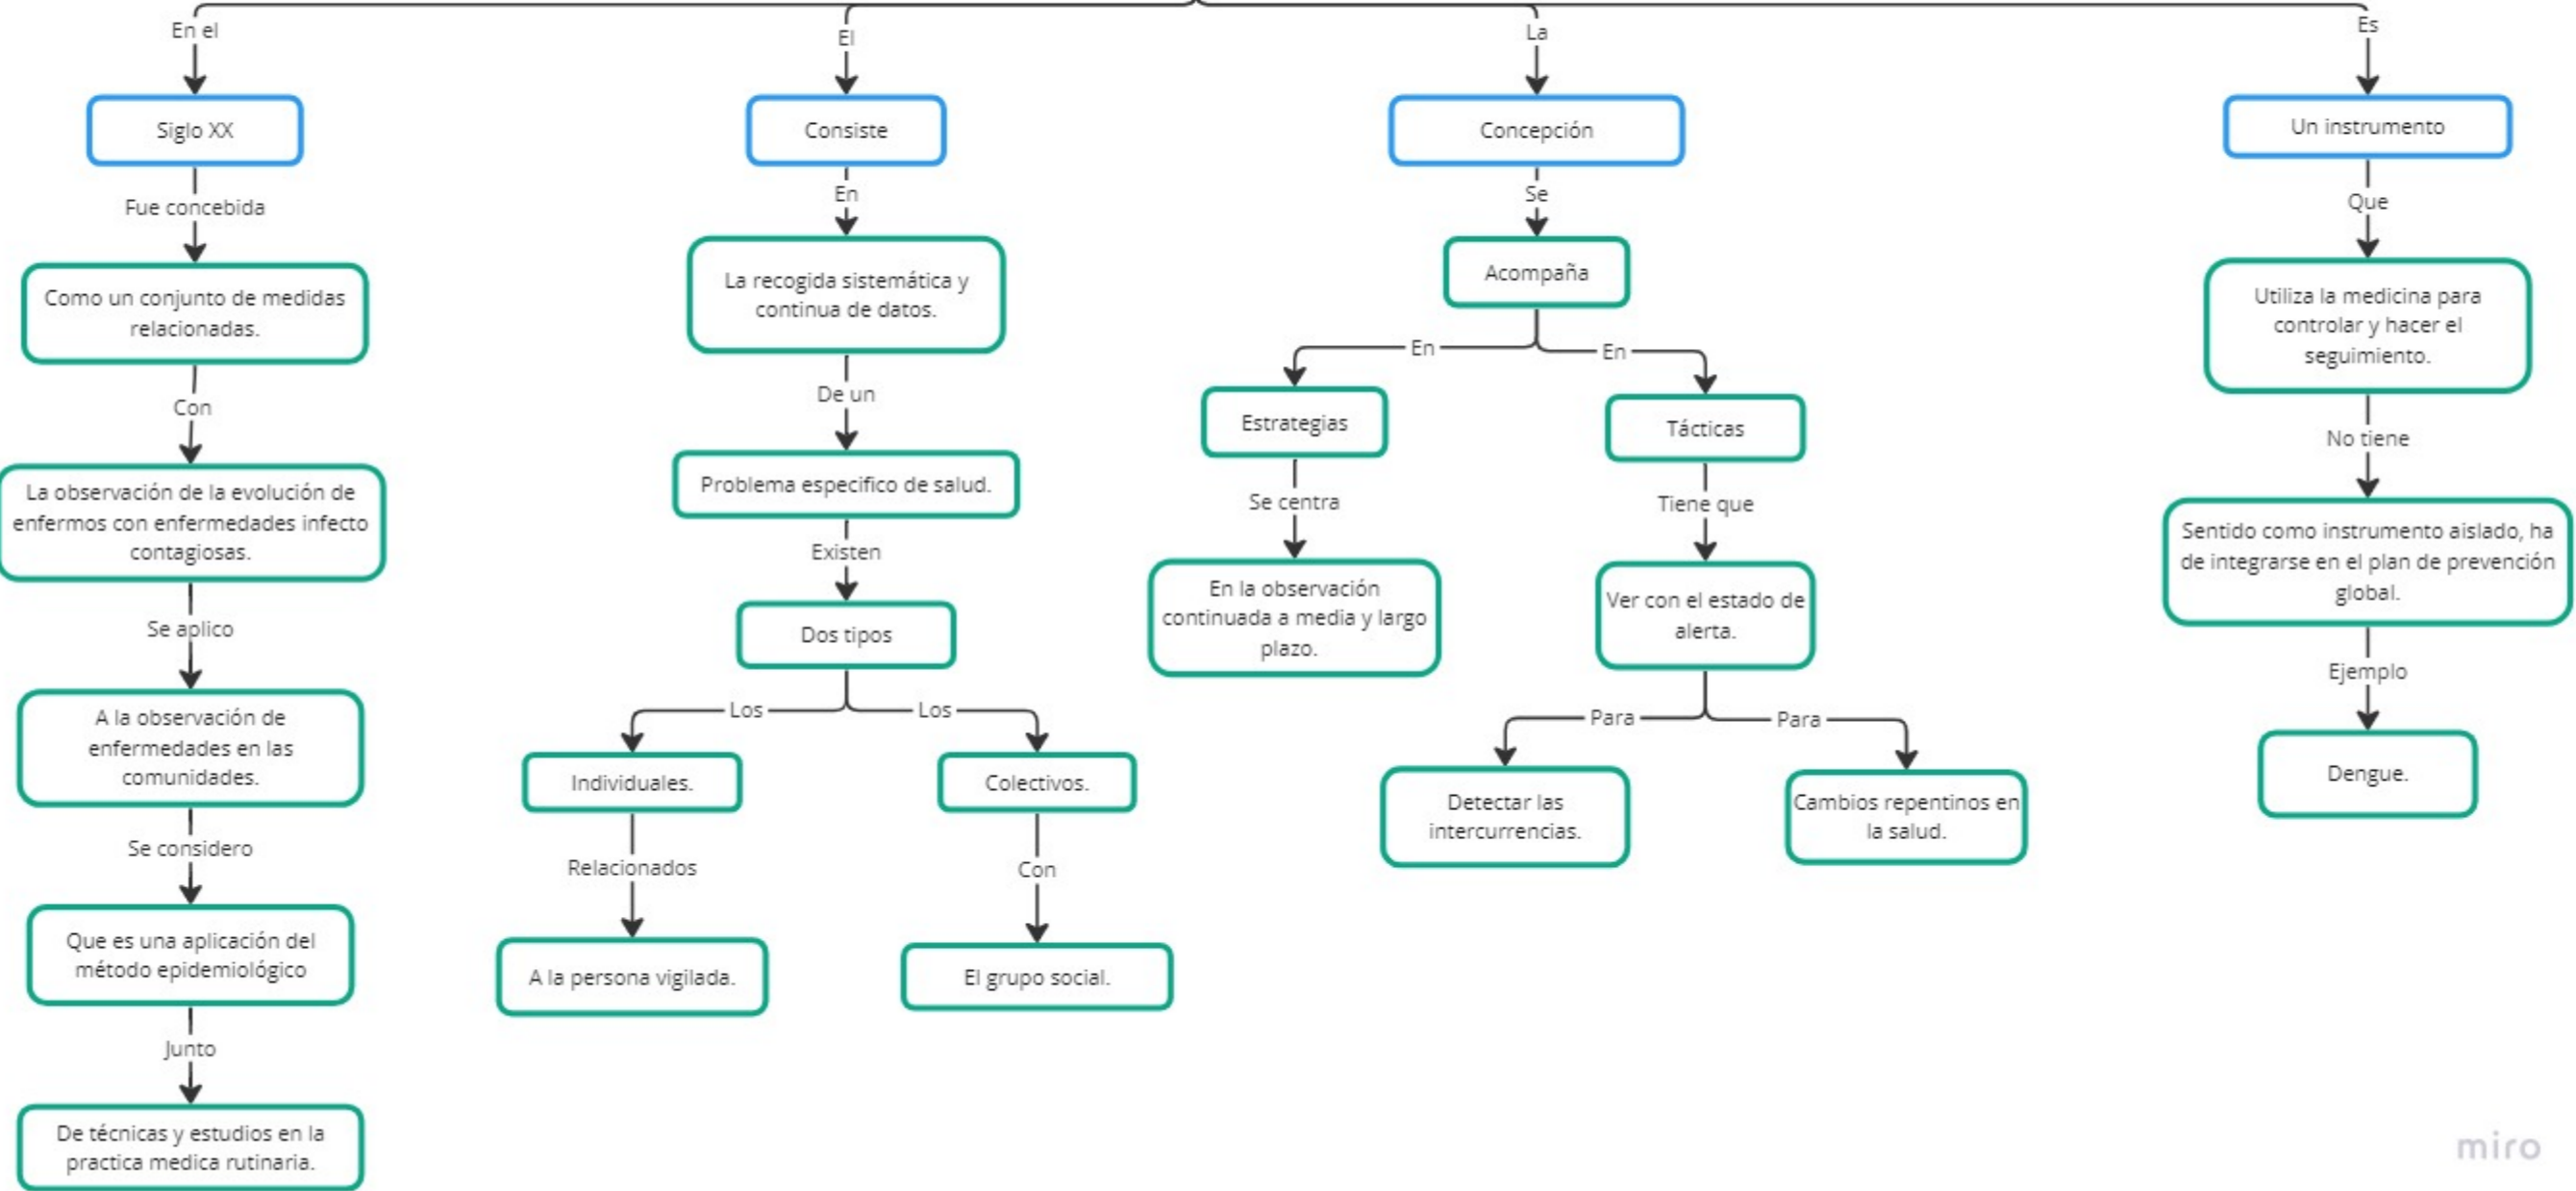 En el
Siglo XX
Fue concebida
Como un conjunto de medidas
relacionadas.
Con
La observación de la evolución de
enfermos con enfermedades infecto
contagiosas.
Se aplico
A la observación de
enfermedades en las
comunidades.
Se considero
Que es una aplicación del
método epidemiológico
Junto
De técnicas y estudios en la
practica medica rutinaria.
El
Consiste
En
La recogida sistemática y
continua de datos.
De un
Problema especifico de salud.
Existen
Dos tipos
Los
Los
Individuales.
Relacionados
A la persona vigilada.
Colectivos.
Con
El grupo social.
La
Concepción
Se
Acompaña
En
En
Estrategias
Se centra
En la observación
continuada a media y largo
plazo.
Tácticas
Tiene que
Ver con el estado de
alerta.
Para
Para
Detectar las
intercurrencias.
Cambios repentinos en
la salud.
Es
Un instrumento
Que
Utiliza la medicina para
controlar y hacer el
seguimiento.
No tiene
Sentido como instrumento aislado, ha
de integrarse en el plan de prevención
global.
Ejemplo
Dengue.
miro